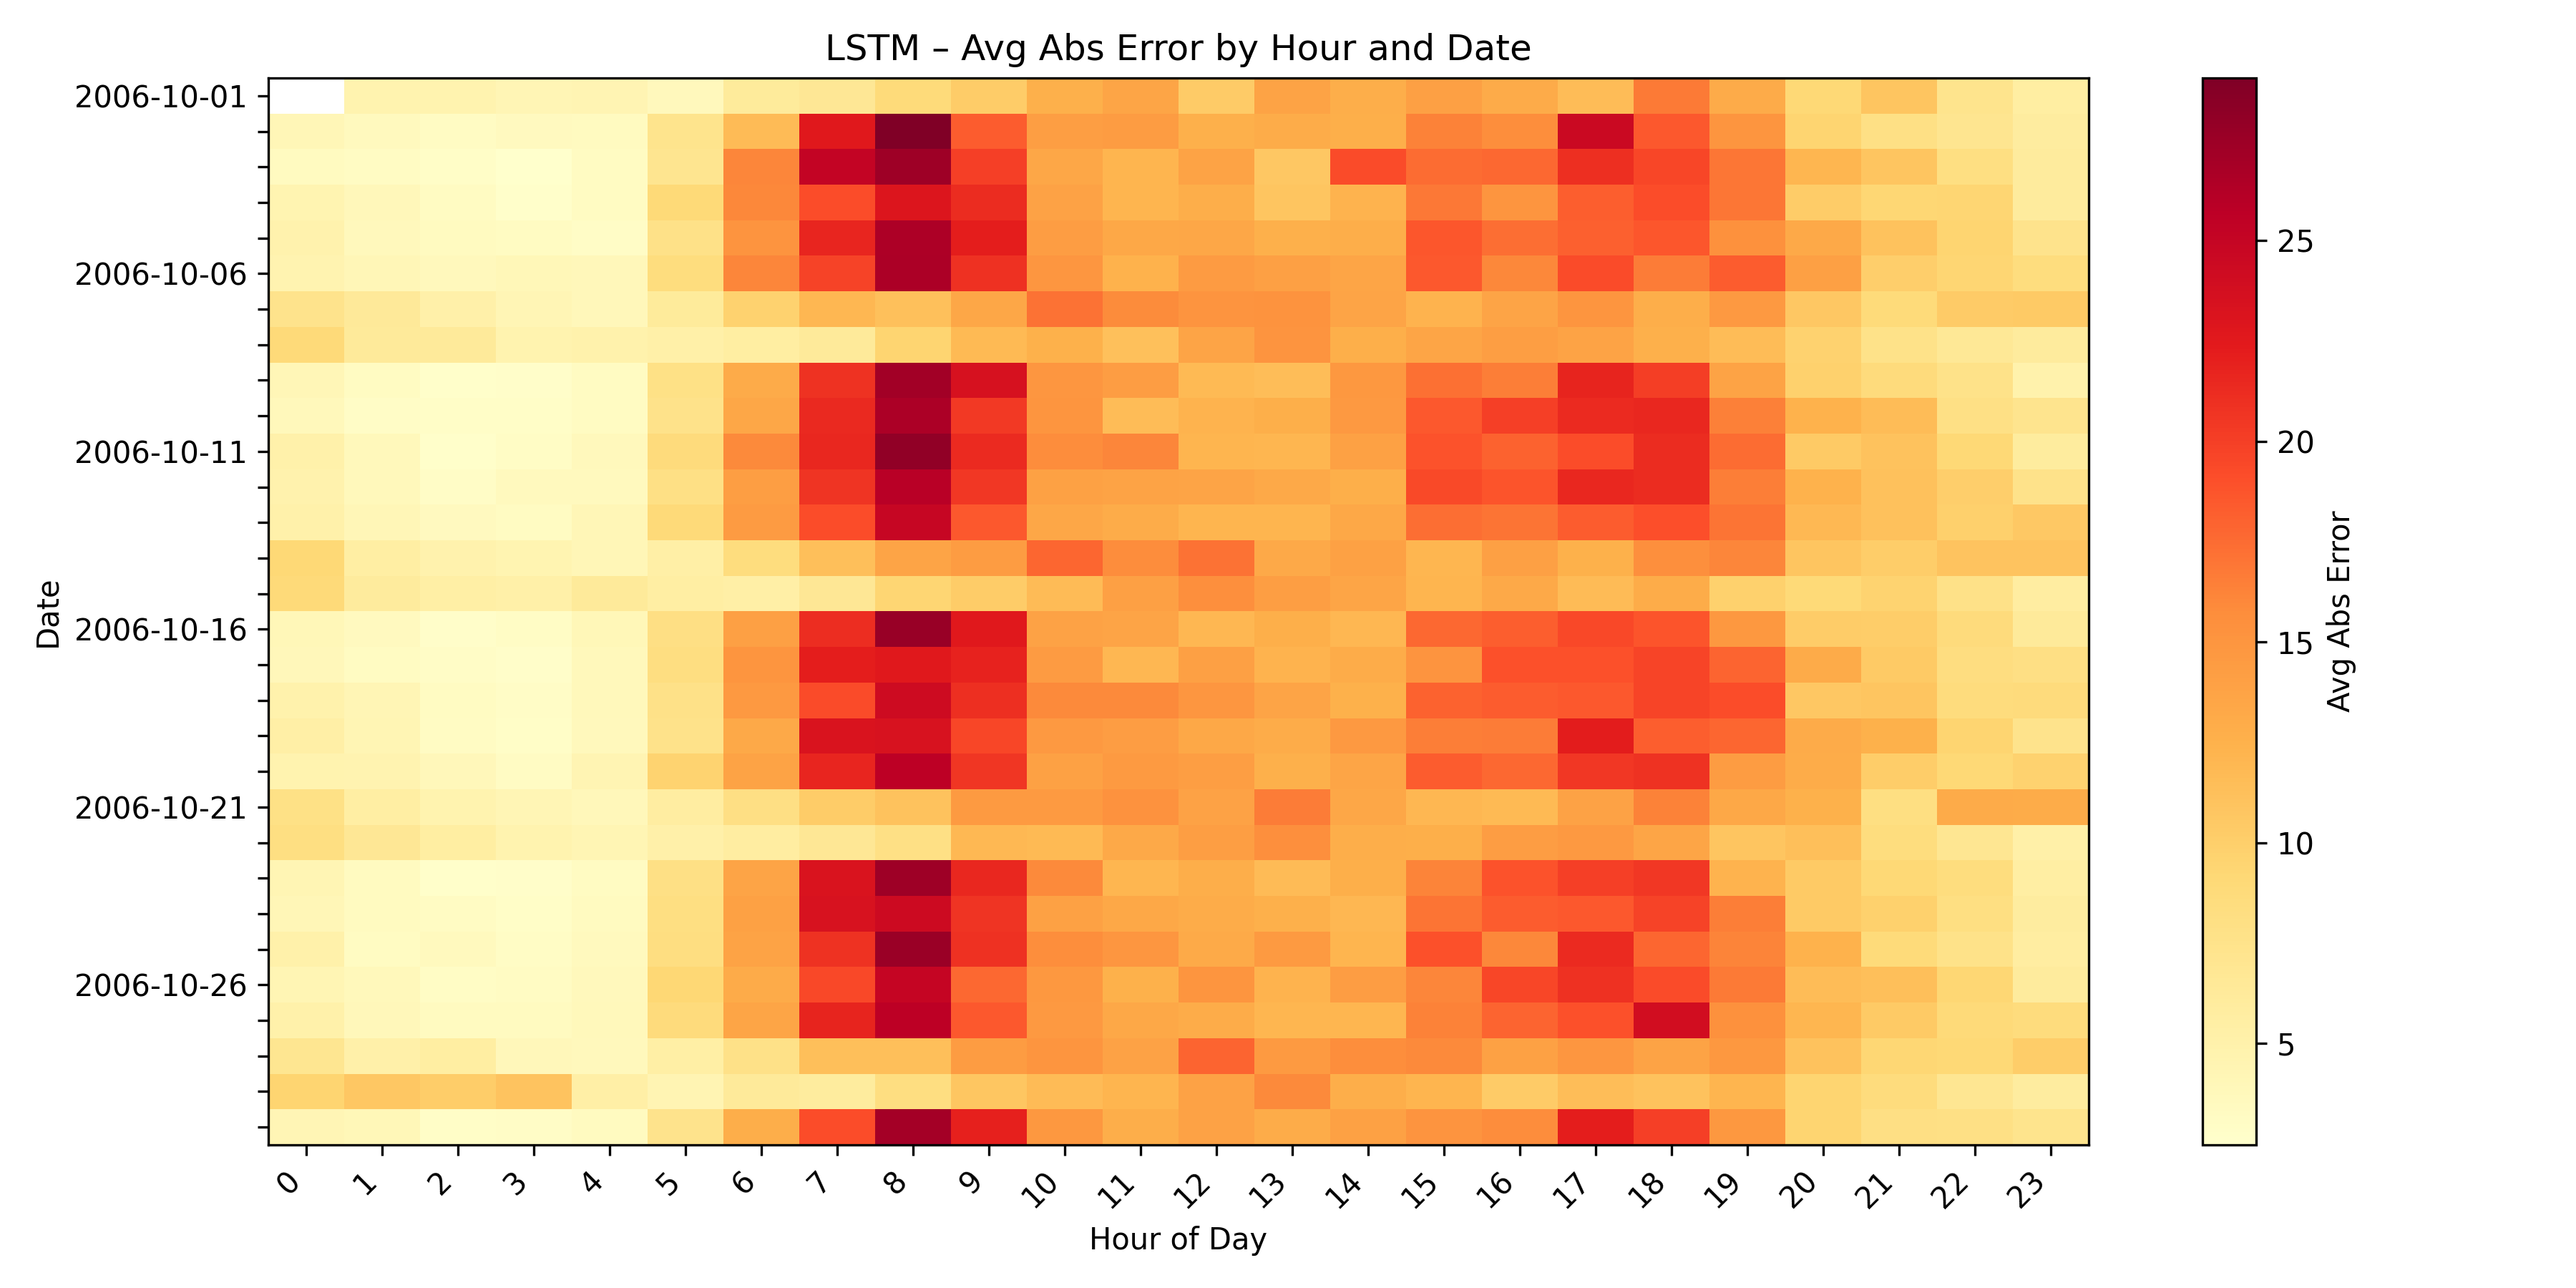 LSTM – Avg Abs Error by Hour and Date
2006-10-01
2006-10-06
2006-10-11
2006-10-16
2006-10-21
2006-10-26
Date
0 1 2 3 4 5 6 7 8 9 10 11 12 13 14 15 16 17 18 19 20 21 22 23
Hour of Day
25
20
15
10
5
Avg Abs Error